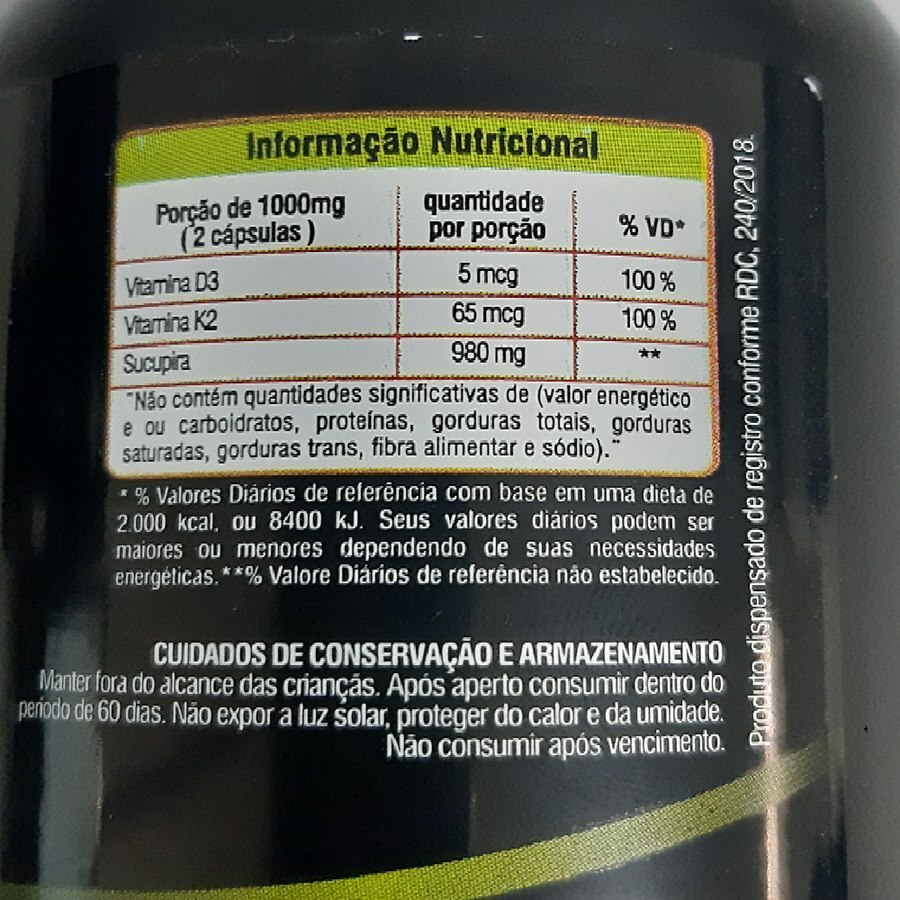 Informação Nutricional
Porção de 1000mg
( 2 cápsulas )
quantidade
por porção
% VD*
Vitamina D3 5 mcg 100 %
Vitamina K2 65 mcg 100 %
Sucupira 980 mg **
"Não contém quantidades significativas de (valor energético
e ou carboidratos, proteínas, gorduras totais, gorduras
saturadas, gorduras trans, fibra alimentar e sódio)."
* % Valores Diários de referência com base em uma dieta de
2.000 kcal, ou 8400 kJ. Seus valores diários podem ser
maiores ou menores dependendo de suas necessidades
energéticas.**% Valore Diários de referência não estabelecido.
CUIDADOS DE CONSERVAÇÃO E ARMAZENAMENTO
Manter fora do alcance das crianças. Após aperto consumir dentro do
período de 60 dias. Não expor a luz solar, proteger do calor e da umidade.
Não consumir após vencimento.
Produto dispensado de registro conforme RDC, 240/2018.